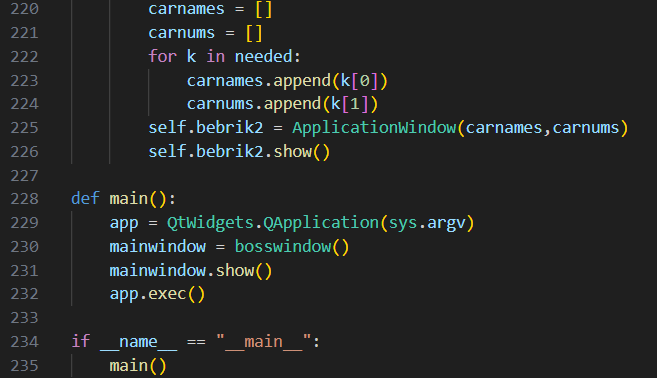 220 carnames = []
221 carnums = []
222 for k in needed:
223 carnames.append(k[0])
224 carnums.append(k[1])
225 self.bebrik2 = ApplicationWindow(carnames,carnums)
226 self.bebrik2.show()
227
228 def main():
229 app = QtWidgets.QApplication(sys.argv)
230 mainwindow = bosswindow()
231 mainwindow.show()
232 app.exec()
233
234 if __name__ == "__main__":
235 main()